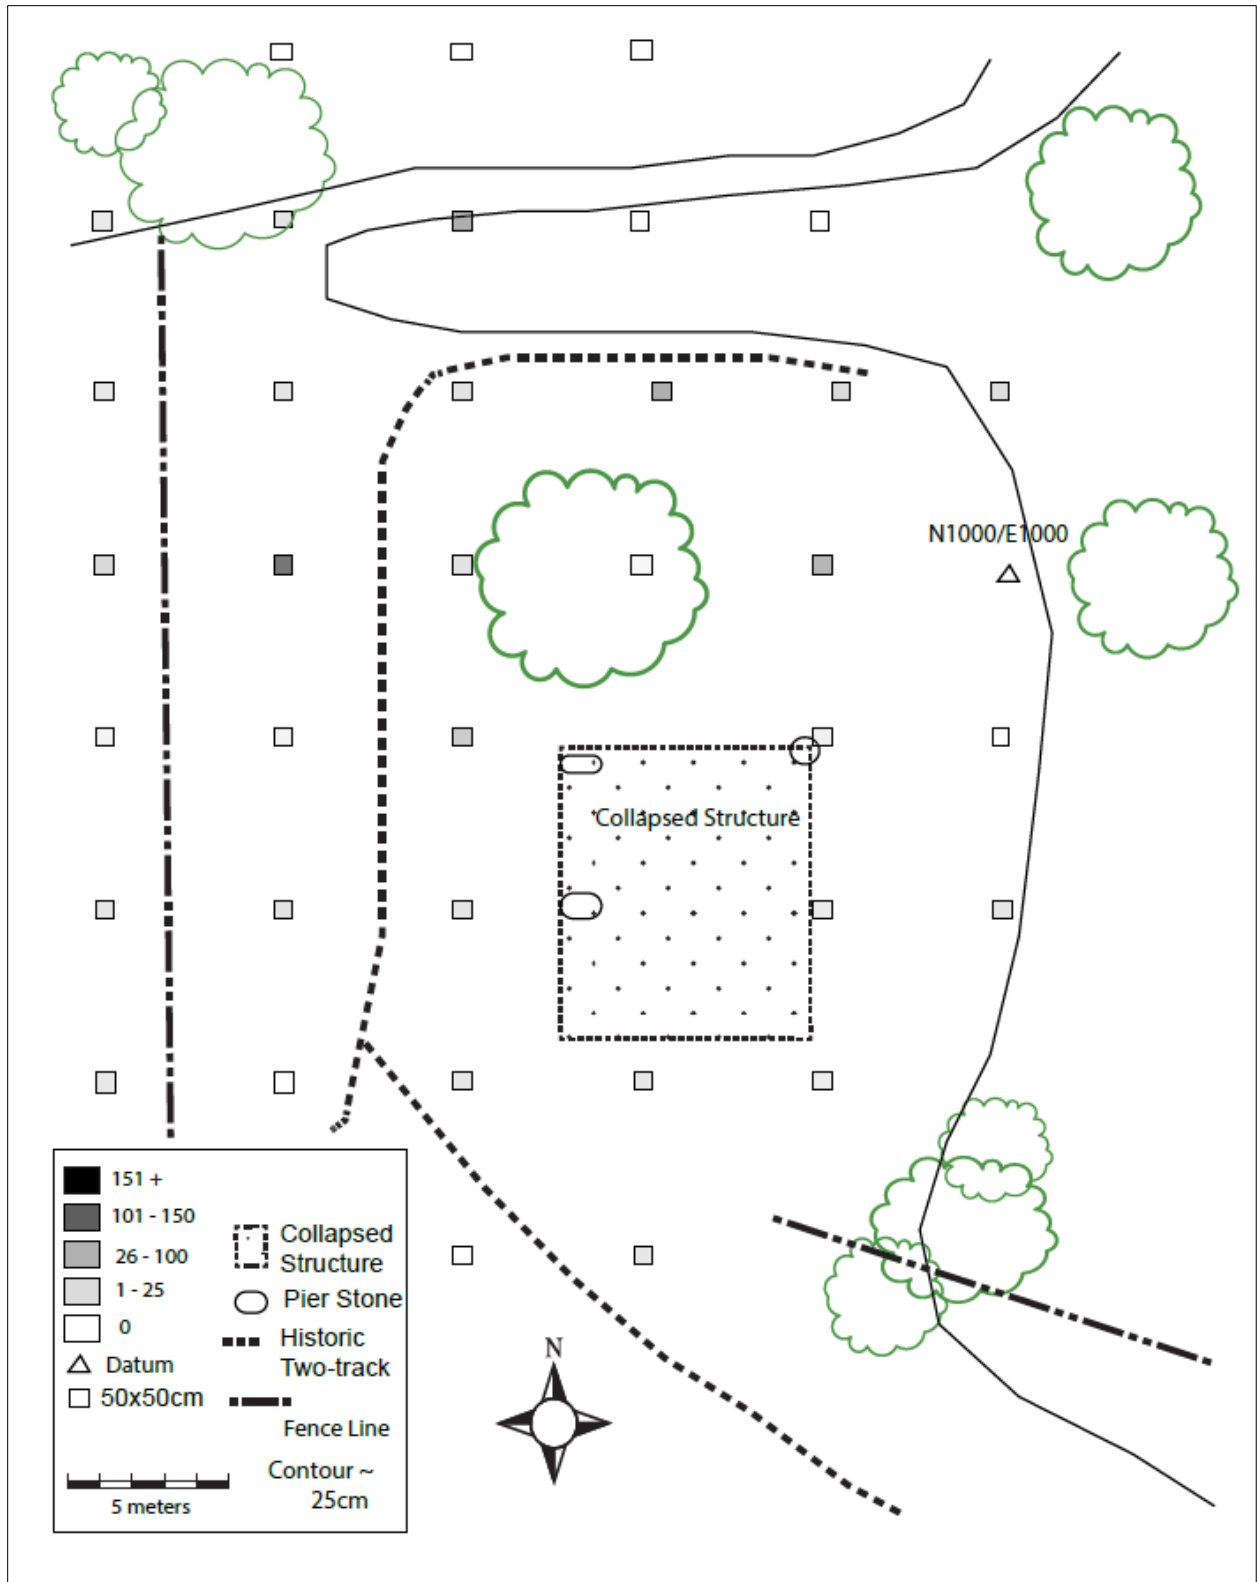 N1000/E1000
Collapsed Structure
151 +
101 - 150
26 - 100
1 - 25
0
Datum
50x50cm
5 meters
Collapsed
Structure
Pier Stone
Historic
Two-track
Fence Line
Contour ~
25cm
N